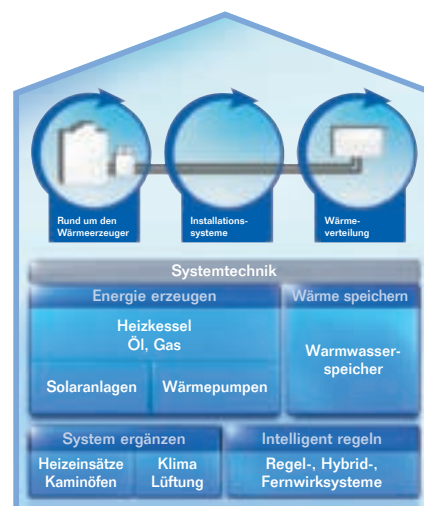 Rund um den
Wärmeerzeuger
Installations-
systeme
Wärme-
verteilung
Systemtechnik
Energie erzeugen
Wärme speichern
Heizkessel
Öl, Gas
Warmwasser-
speicher
Solaranlagen
Wärmepumpen
System ergänzen
Intelligent regeln
Heizeinsätze
Kaminöfen
Klima
Lüftung
Regel-, Hybrid-,
Fernwirksysteme